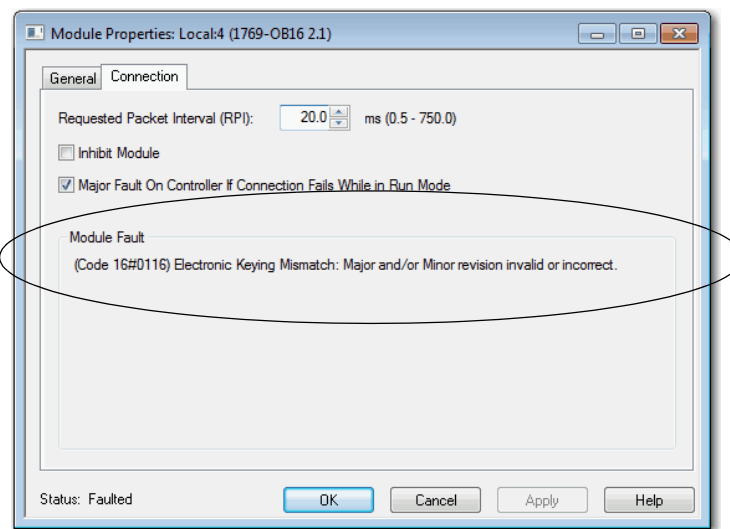 Module Properties: Local:4 (1769-OB16 2.1)
General Connection
Requested Packet Interval (RPI): 20.0 ms (0.5 - 750.0)
Inhibit Module
Major Fault On Controller If Connection Fails While in Run Mode
Module Fault
(Code 16#0116) Electronic Keying Mismatch: Major and/or Minor revision invalid or incorrect.
Status: Faulted OK Cancel Apply Help